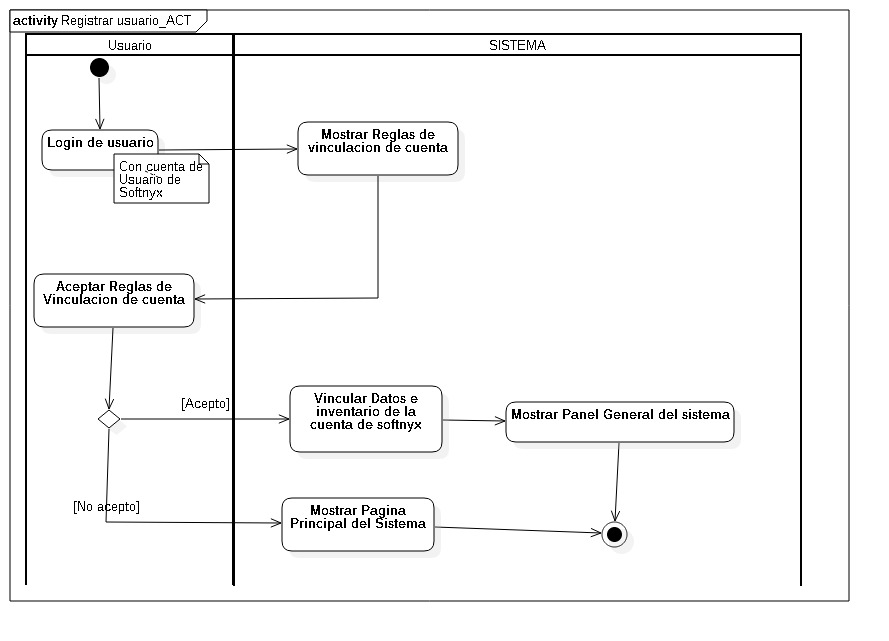 activity Registrar usuario_ACT
Usuario
SISTEMA
Login de usuario
Con cuenta de
Usuario de
Softnyx
Mostrar Reglas de
vinculacion de cuenta
Aceptar Reglas de
Vinculacion de cuenta
[Acepto]
Vincular Datos e
inventario de la
cuenta de softnyx
Mostrar Panel General del sistema
[No acepto]
Mostrar Pagina
Principal del Sistema